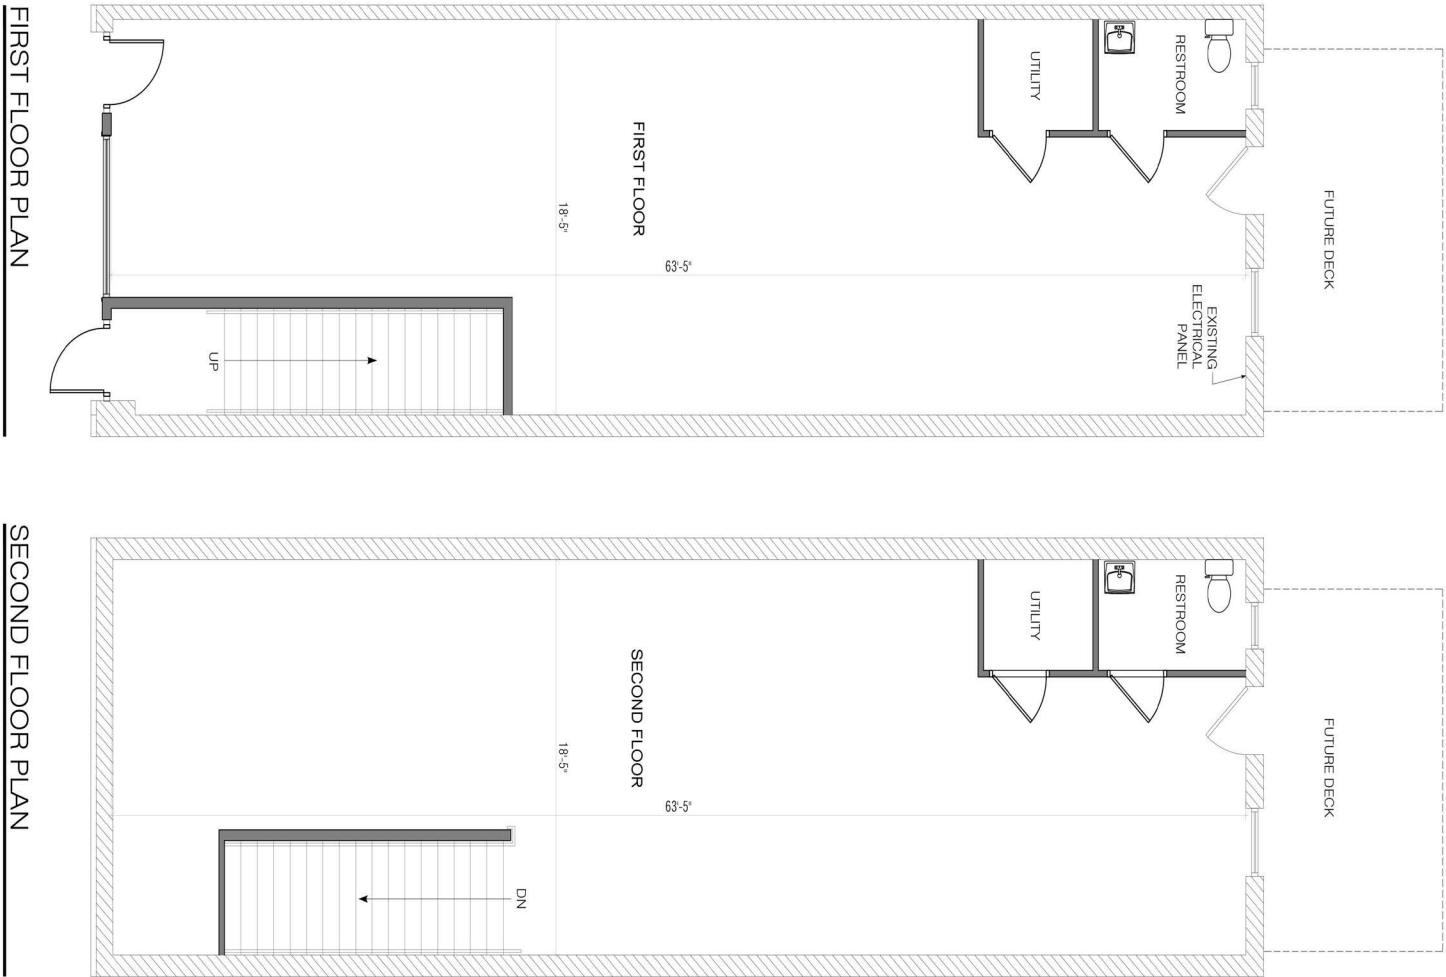 FIRST FLOOR PLAN
UTILITY
RESTROOM
FIRST FLOOR
18'-5"
63'-5"
FUTURE DECK
EXISTING
ELECTRICAL
PANEL
UP
SECOND FLOOR PLAN
UTILITY
RESTROOM
SECOND FLOOR
18'-5"
63'-5"
FUTURE DECK
DN